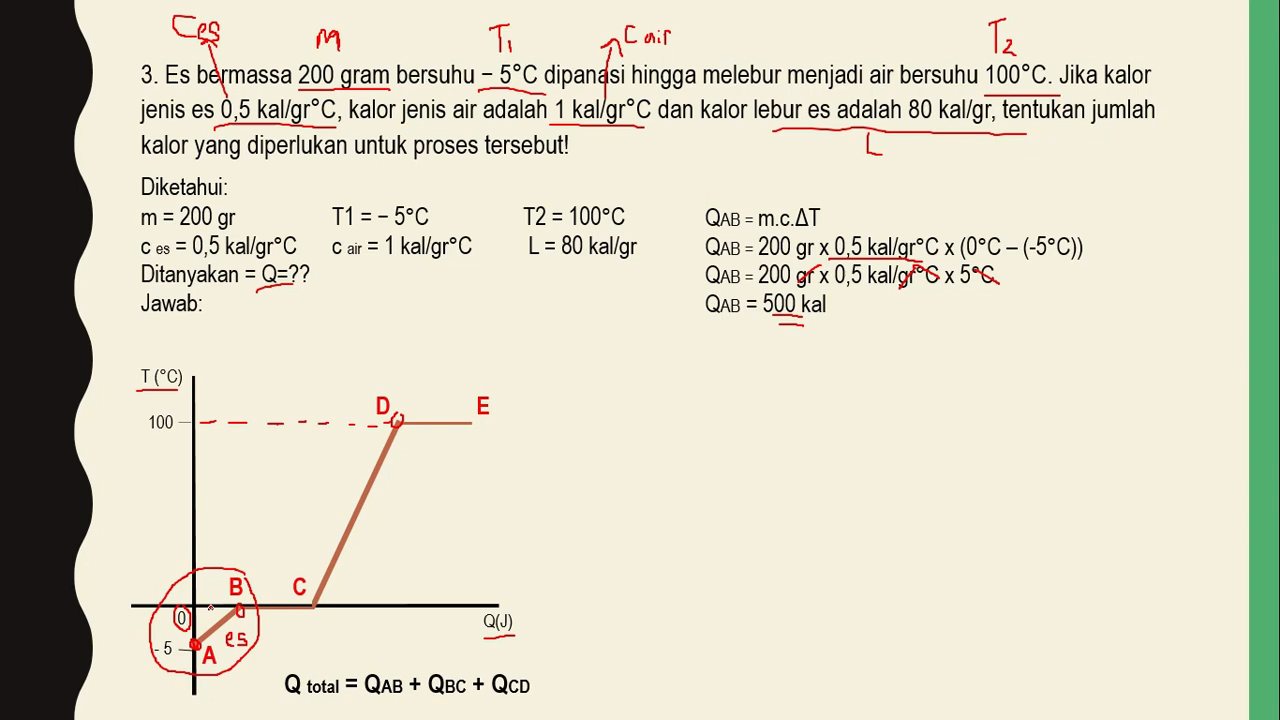 Ces m T1 C air T2
3. Es bermassa 200 gram bersuhu – 5°C dipanasi hingga melebur menjadi air bersuhu 100°C. Jika kalor
jenis es 0,5 kal/gr°C, kalor jenis air adalah 1 kal/gr°C dan kalor lebur es adalah 80 kal/gr, tentukan jumlah
kalor yang diperlukan untuk proses tersebut!
L
Diketahui:
m = 200 gr T1 = – 5°C T2 = 100°C
c es = 0,5 kal/gr°C c air = 1 kal/gr°C L = 80 kal/gr
Ditanyakan = Q=??
Jawab:
QAB = m.c.ΔT
QAB = 200 gr x 0,5 kal/gr°C x (0°C – (-5°C))
QAB = 200 gr x 0,5 kal/gr°C x 5°C
QAB = 500 kal
T (°C)
100
D E
B C
0
Q(J)
es
- 5 A
Q total = QAB + QBC + QCD